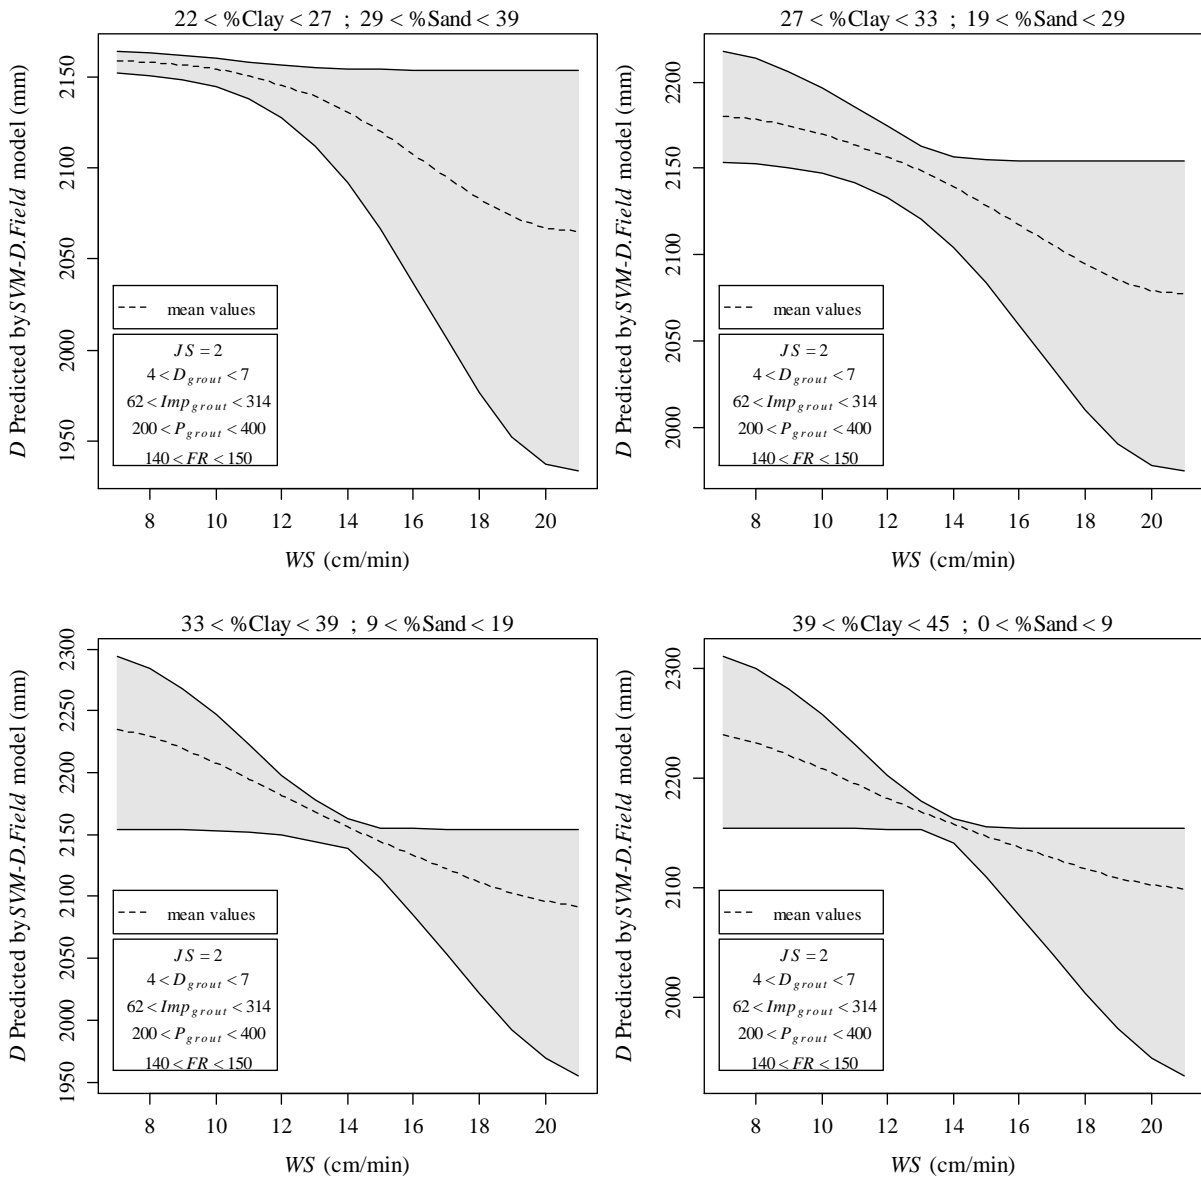 22 < %Clay < 27 ; 29 < %Sand < 39
D Predicted by SVM-D.Field model (mm)
2150
2100
2050
2000
1950
mean values
JS = 2
4 < D_grout < 7
62 < Imp_grout < 314
200 < P_grout < 400
140 < FR < 150
8 10 12 14 16 18 20
WS (cm/min)
27 < %Clay < 33 ; 19 < %Sand < 29
D Predicted by SVM-D.Field model (mm)
2200
2150
2100
2050
2000
mean values
JS = 2
4 < D_grout < 7
62 < Imp_grout < 314
200 < P_grout < 400
140 < FR < 150
8 10 12 14 16 18 20
WS (cm/min)
33 < %Clay < 39 ; 9 < %Sand < 19
D Predicted by SVM-D.Field model (mm)
2300
2250
2200
2150
2100
2050
2000
1950
mean values
JS = 2
4 < D_grout < 7
62 < Imp_grout < 314
200 < P_grout < 400
140 < FR < 150
8 10 12 14 16 18 20
WS (cm/min)
39 < %Clay < 45 ; 0 < %Sand < 9
D Predicted by SVM-D.Field model (mm)
2300
2200
2100
2000
mean values
JS = 2
4 < D_grout < 7
62 < Imp_grout < 314
200 < P_grout < 400
140 < FR < 150
8 10 12 14 16 18 20
WS (cm/min)